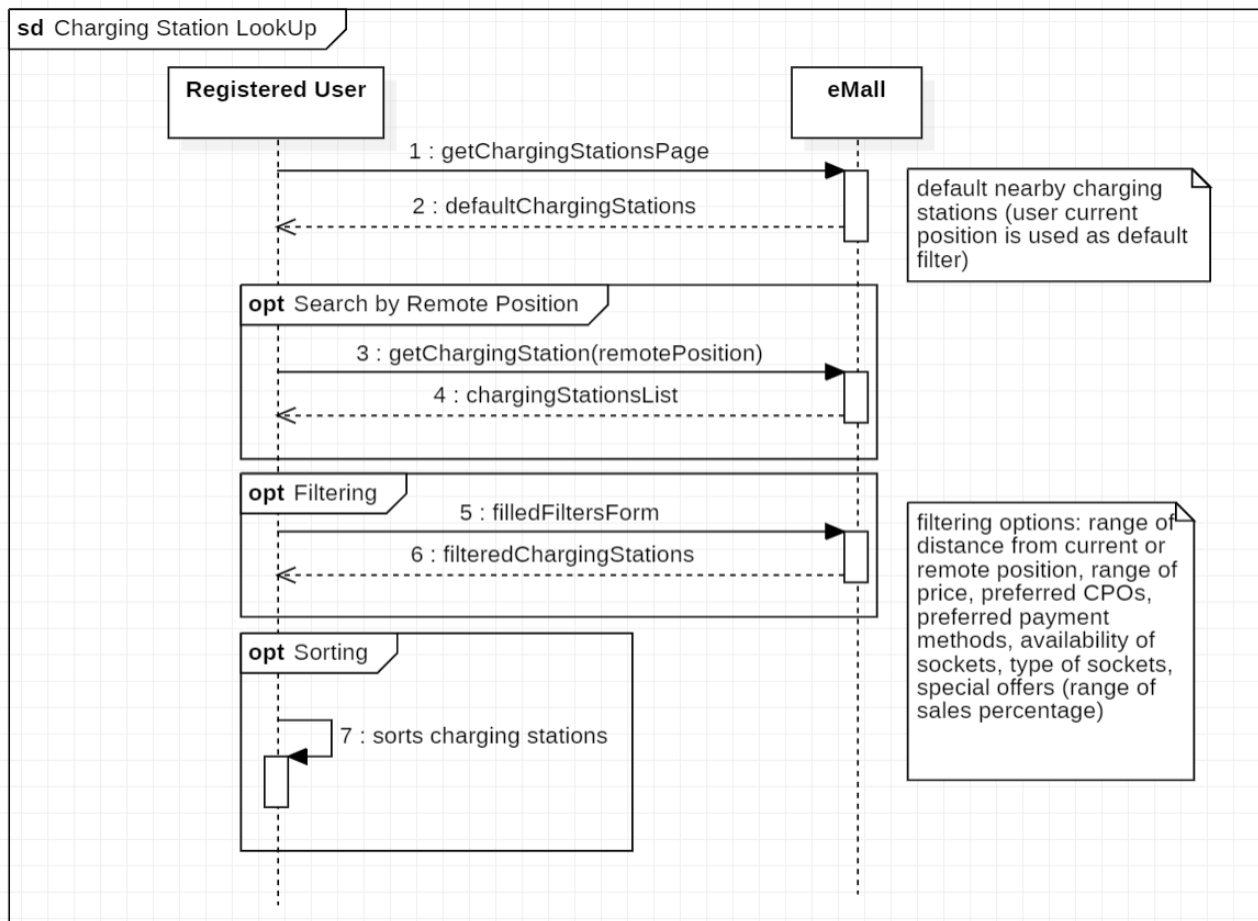 sd Charging Station LookUp
Registered User
eMall
1 : getChargingStationsPage
2 : defaultChargingStations
default nearby charging
stations (user current
position is used as default
filter)
opt Search by Remote Position
3 : getChargingStation(remotePosition)
4 : chargingStationsList
opt Filtering
5 : filledFiltersForm
6 : filteredChargingStations
filtering options: range of
distance from current or
remote position, range of
price, preferred CPOs,
preferred payment
methods, availability of
sockets, type of sockets,
special offers (range of
sales percentage)
opt Sorting
7 : sorts charging stations